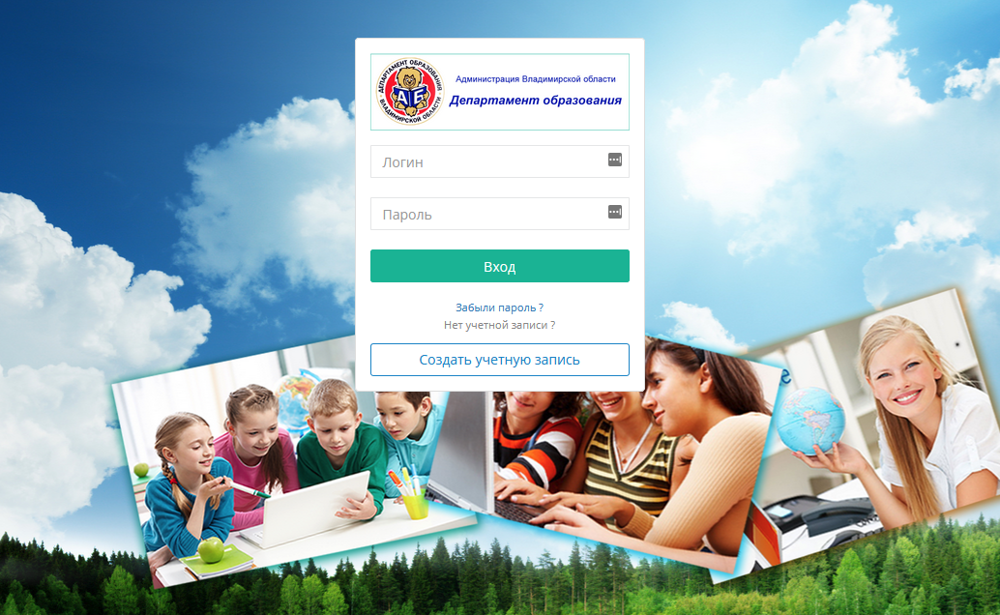 ДЕПАРТАМЕНТ ОБРАЗОВАНИЯ
ВЛАДИМИРСКОЙ ОБЛАСТИ
Администрация Владимирской области
Департамент образования
Логин
Пароль
Вход
Забыли пароль ?
Нет учетной записи ?
Создать учетную запись